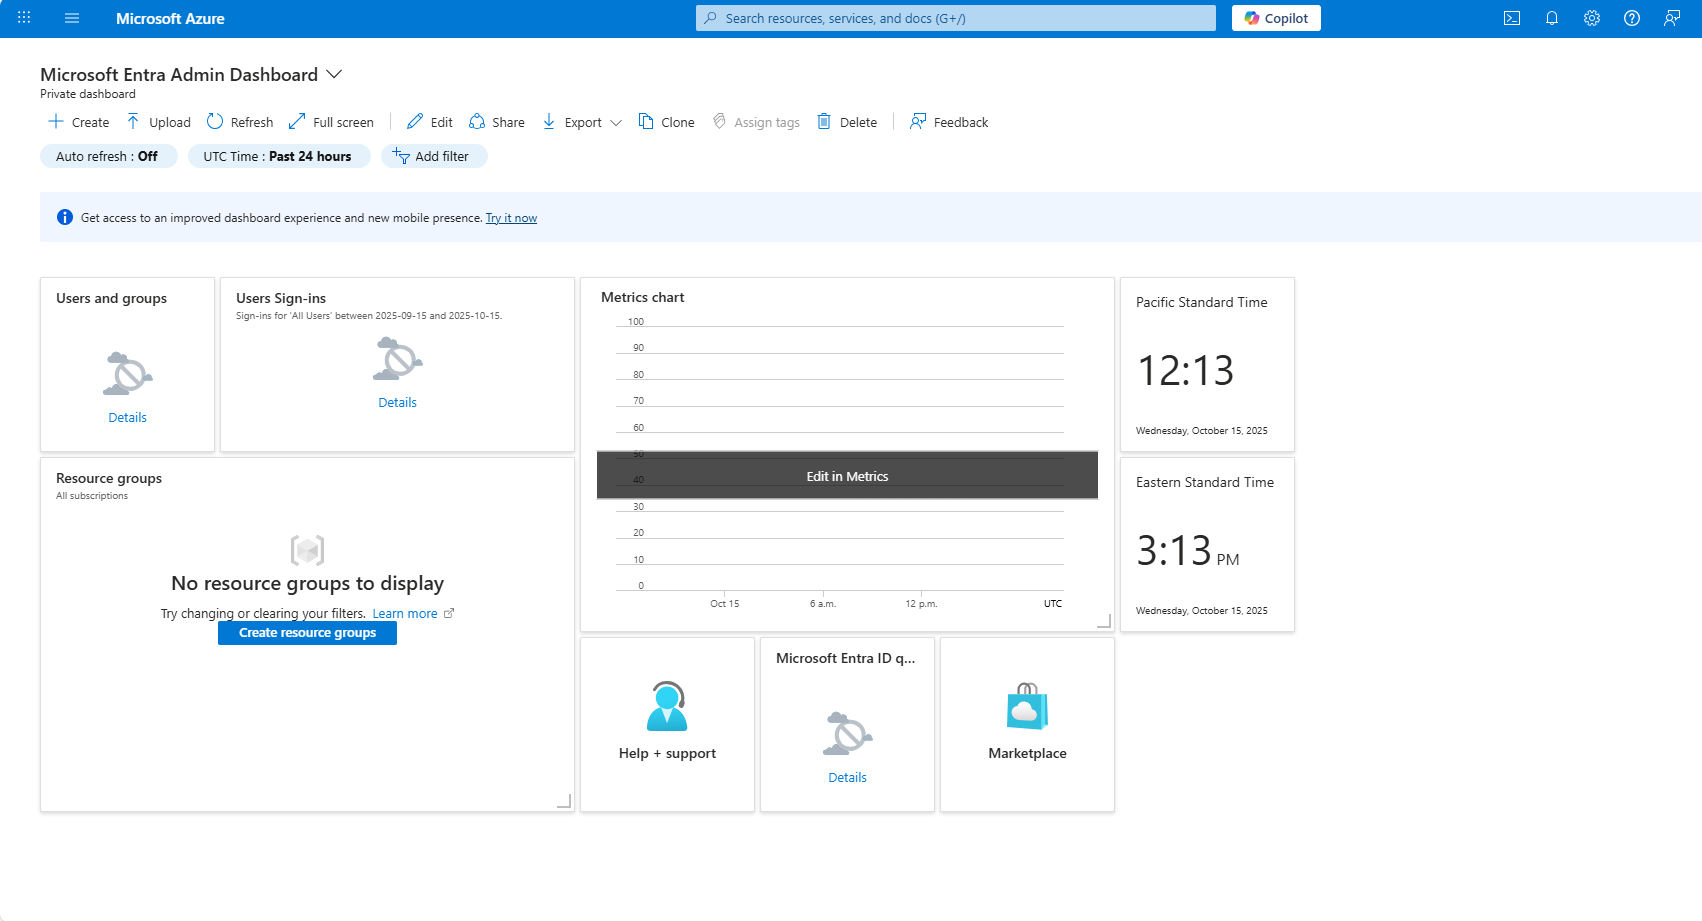 Microsoft Azure
Search resources, services, and docs (G+/)
Copilot
Microsoft Entra Admin Dashboard
Private dashboard
Create
Upload
Refresh
Full screen
Edit
Share
Export
Clone
Assign tags
Delete
Feedback
Auto refresh : Off
UTC Time : Past 24 hours
Add filter
Get access to an improved dashboard experience and new mobile presence. Try it now
Users and groups
Details
Users Sign-ins
Sign-ins for 'All Users' between 2025-09-15 and 2025-10-15.
Details
Metrics chart
100
90
80
70
60
50
40
30
20
10
0
Edit in Metrics
Oct 15
6 a.m.
12 p.m.
UTC
Pacific Standard Time
12:13
Wednesday, October 15, 2025
Eastern Standard Time
3:13 PM
Wednesday, October 15, 2025
Resource groups
All subscriptions
No resource groups to display
Try changing or clearing your filters. Learn more
Create resource groups
Help + support
Microsoft Entra ID q...
Details
Marketplace